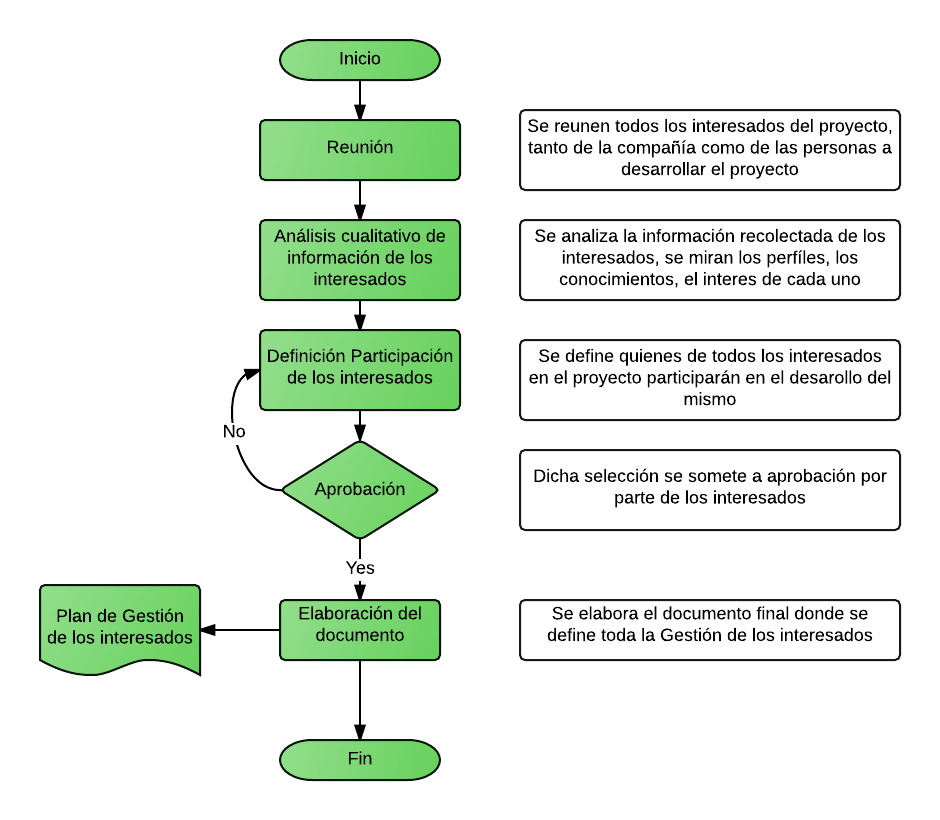 Inicio
Reunión
Se reunen todos los interesados del proyecto,
tanto de la compañía como de las personas a
desarrollar el proyecto
Análisis cualitativo de
información de los
interesados
Se analiza la información recolectada de los
interesados, se miran los perfíles, los
conocimientos, el interes de cada uno
Definición Participación
de los interesados
Se define quienes de todos los interesados
en el proyecto participarán en el desarollo del
mismo
No
Aprobación
Dicha selección se somete a aprobación por
parte de los interesados
Yes
Plan de Gestión
de los interesados
Elaboración del
documento
Se elabora el documento final donde se
define toda la Gestión de los interesados
Fin